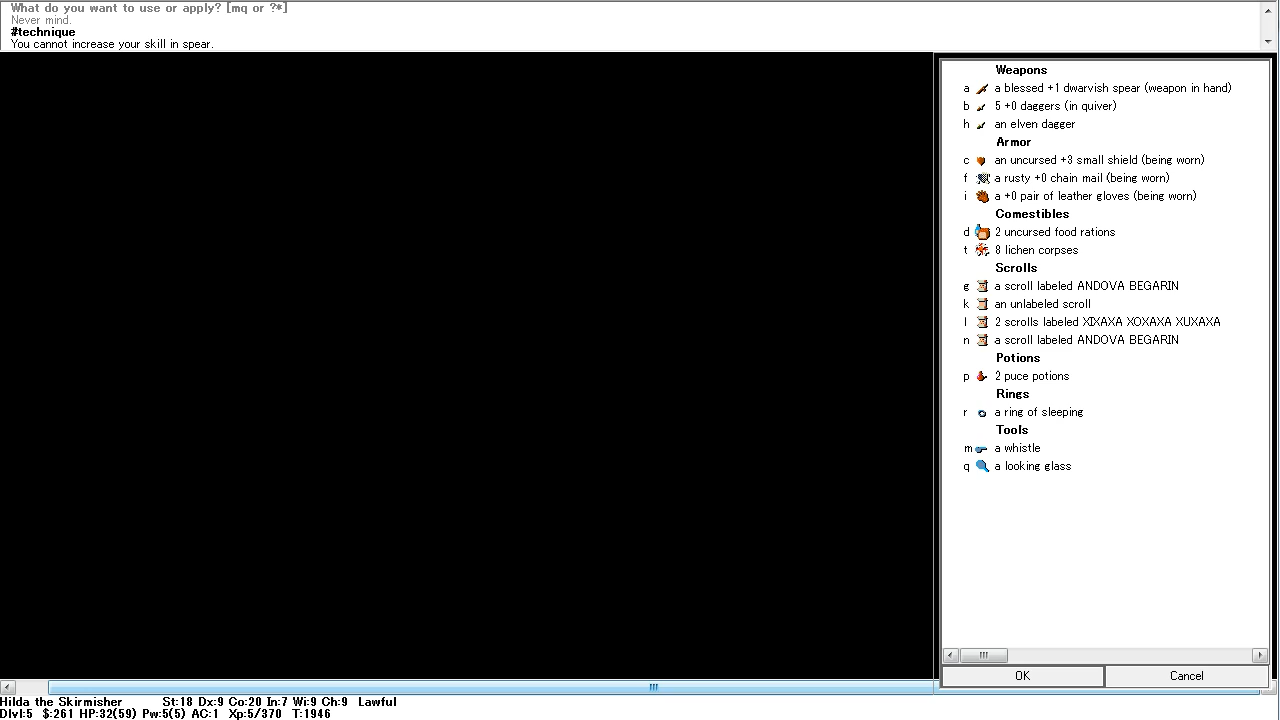 What do you want to use or apply? [mq or ?*]
Never mind.
#technique
You cannot increase your skill in spear.
Weapons
a a blessed +1 dwarvish spear (weapon in hand)
b 5 +0 daggers (in quiver)
h an elven dagger
Armor
c an uncursed +3 small shield (being worn)
f a rusty +0 chain mail (being worn)
i a +0 pair of leather gloves (being worn)
Comestibles
d 2 uncursed food rations
t 8 lichen corpses
Scrolls
g a scroll labeled ANDOVA BEGARIN
k an unlabeled scroll
l 2 scrolls labeled XIXAXA XOXAXA XUXAXA
n a scroll labeled ANDOVA BEGARIN
Potions
p 2 puce potions
Rings
r a ring of sleeping
Tools
m a whistle
q a looking glass
OK Cancel
Hilda the Skirmisher St:18 Dx:9 Co:20 In:7 Wi:9 Ch:9 Lawful
Dlvl:5 $:261 HP:32(59) Pw:5(5) AC:1 Xp:5/370 T:1946